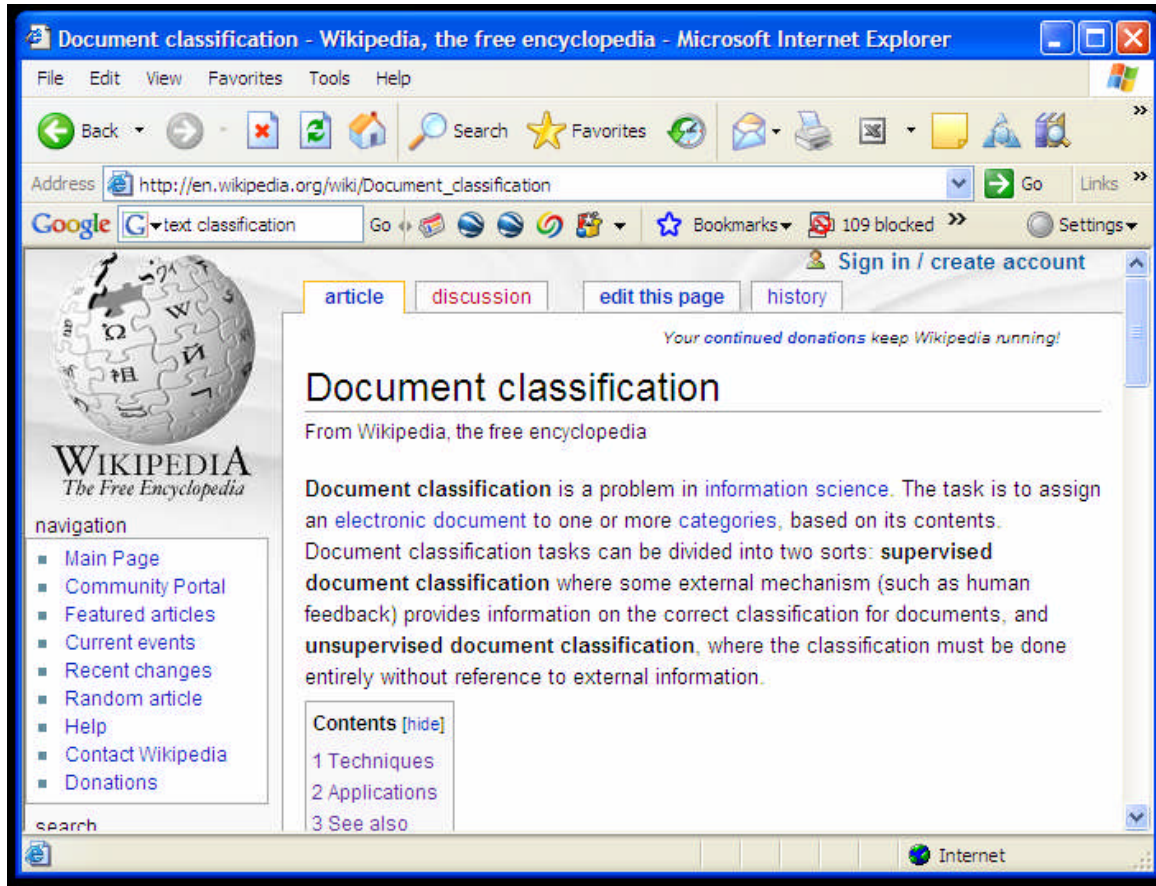 Document classification - Wikipedia, the free encyclopedia - Microsoft Internet Explorer
File Edit View Favorites Tools Help
Back Search Favorites
Address http://en.wikipedia.org/wiki/Document_classification Go Links
Google G text classification Go Bookmarks 109 blocked Settings
Sign in / create account
article discussion edit this page history
Your continued donations keep Wikipedia running!
Document classification
From Wikipedia, the free encyclopedia
Document classification is a problem in information science. The task is to assign
an electronic document to one or more categories, based on its contents.
Document classification tasks can be divided into two sorts: supervised
document classification where some external mechanism (such as human
feedback) provides information on the correct classification for documents, and
unsupervised document classification, where the classification must be done
entirely without reference to external information.
Contents [hide]
1 Techniques
2 Applications
3 See also
Ω
W
И
祖
WIKIPEDIA
The Free Encyclopedia
navigation
Main Page
Community Portal
Featured articles
Current events
Recent changes
Random article
Help
Contact Wikipedia
Donations
search
Internet